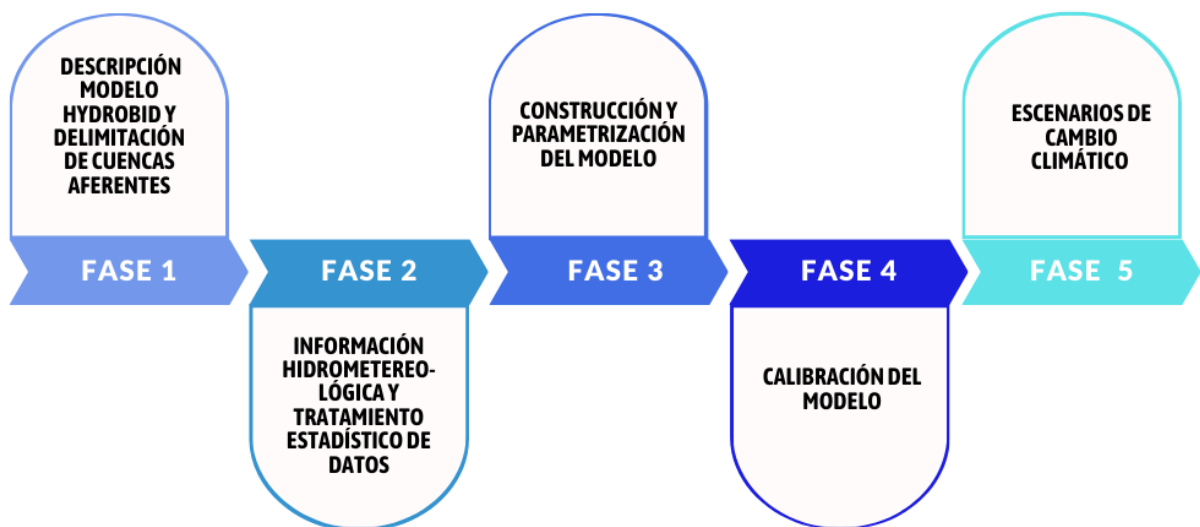 DESCRIPCIÓN
MODELO
HYDROBID Y
DELIMITACIÓN
DE CUENCAS
AFERENTES
FASE 1
FASE 2
INFORMACIÓN
HIDROMETEREO-
LÓGICA Y
TRATAMIENTO
ESTADÍSTICO DE
DATOS
CONSTRUCCIÓN Y
PARAMETRIZACIÓN
DEL MODELO
FASE 3
FASE 4
CALIBRACIÓN DEL
MODELO
ESCENARIOS DE
CAMBIO
CLIMÁTICO
FASE 5